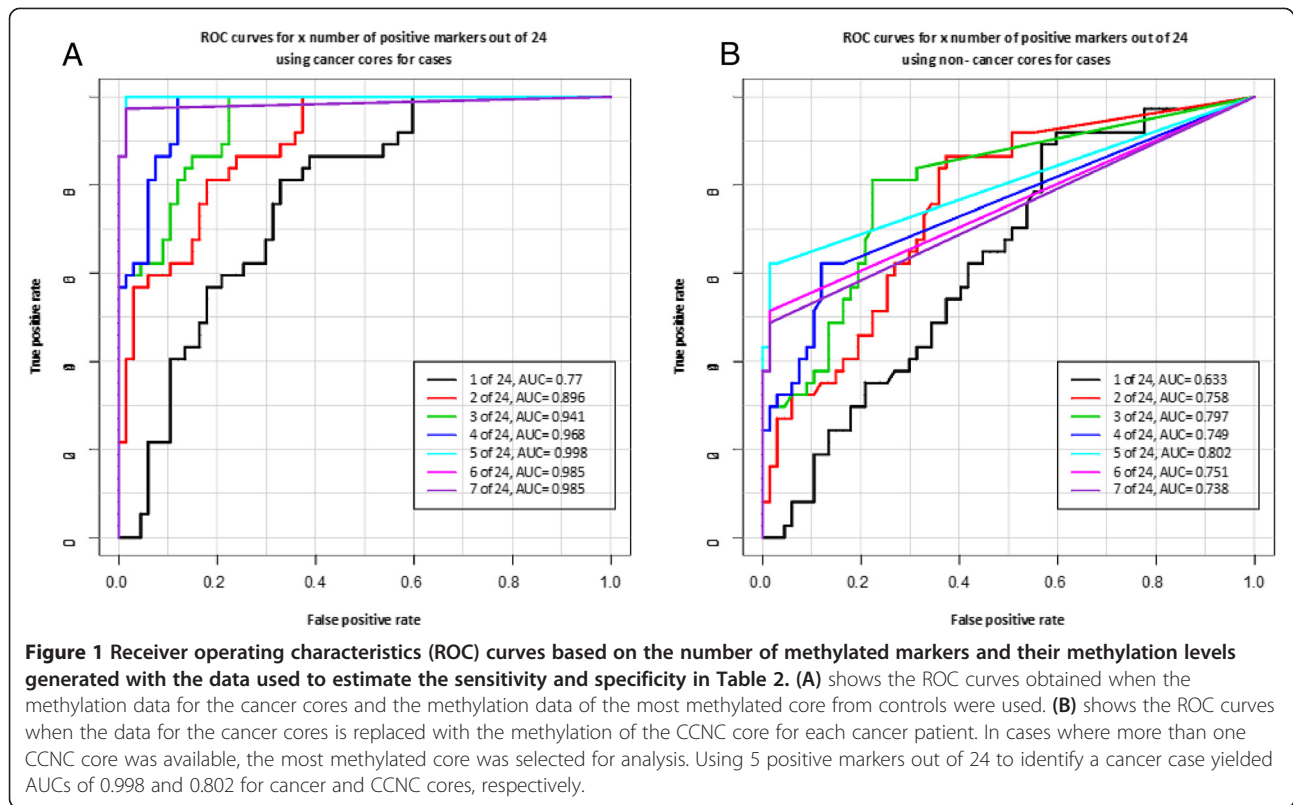 A
ROC curves for x number of positive markers out of 24
using cancer cores for cases
True positive rate
0
1 of 24, AUC= 0.77
2 of 24, AUC= 0.896
3 of 24, AUC= 0.941
4 of 24, AUC= 0.968
5 of 24, AUC= 0.998
6 of 24, AUC= 0.985
7 of 24, AUC= 0.985
0.0 0.2 0.4 0.6 0.8 1.0
False positive rate
B
ROC curves for x number of positive markers out of 24
using non- cancer cores for cases
True positive rate
0
1 of 24, AUC= 0.633
2 of 24, AUC= 0.758
3 of 24, AUC= 0.797
4 of 24, AUC= 0.749
5 of 24, AUC= 0.802
6 of 24, AUC= 0.751
7 of 24, AUC= 0.738
0.0 0.2 0.4 0.6 0.8 1.0
False positive rate
Figure 1 Receiver operating characteristics (ROC) curves based on the number of methylated markers and their methylation levels
generated with the data used to estimate the sensitivity and specificity in Table 2. (A) shows the ROC curves obtained when the
methylation data for the cancer cores and the methylation data of the most methylated core from controls were used. (B) shows the ROC curves
when the data for the cancer cores is replaced with the methylation of the CCNC core for each cancer patient. In cases where more than one
CCNC core was available, the most methylated core was selected for analysis. Using 5 positive markers out of 24 to identify a cancer case yielded
AUCs of 0.998 and 0.802 for cancer and CCNC cores, respectively.